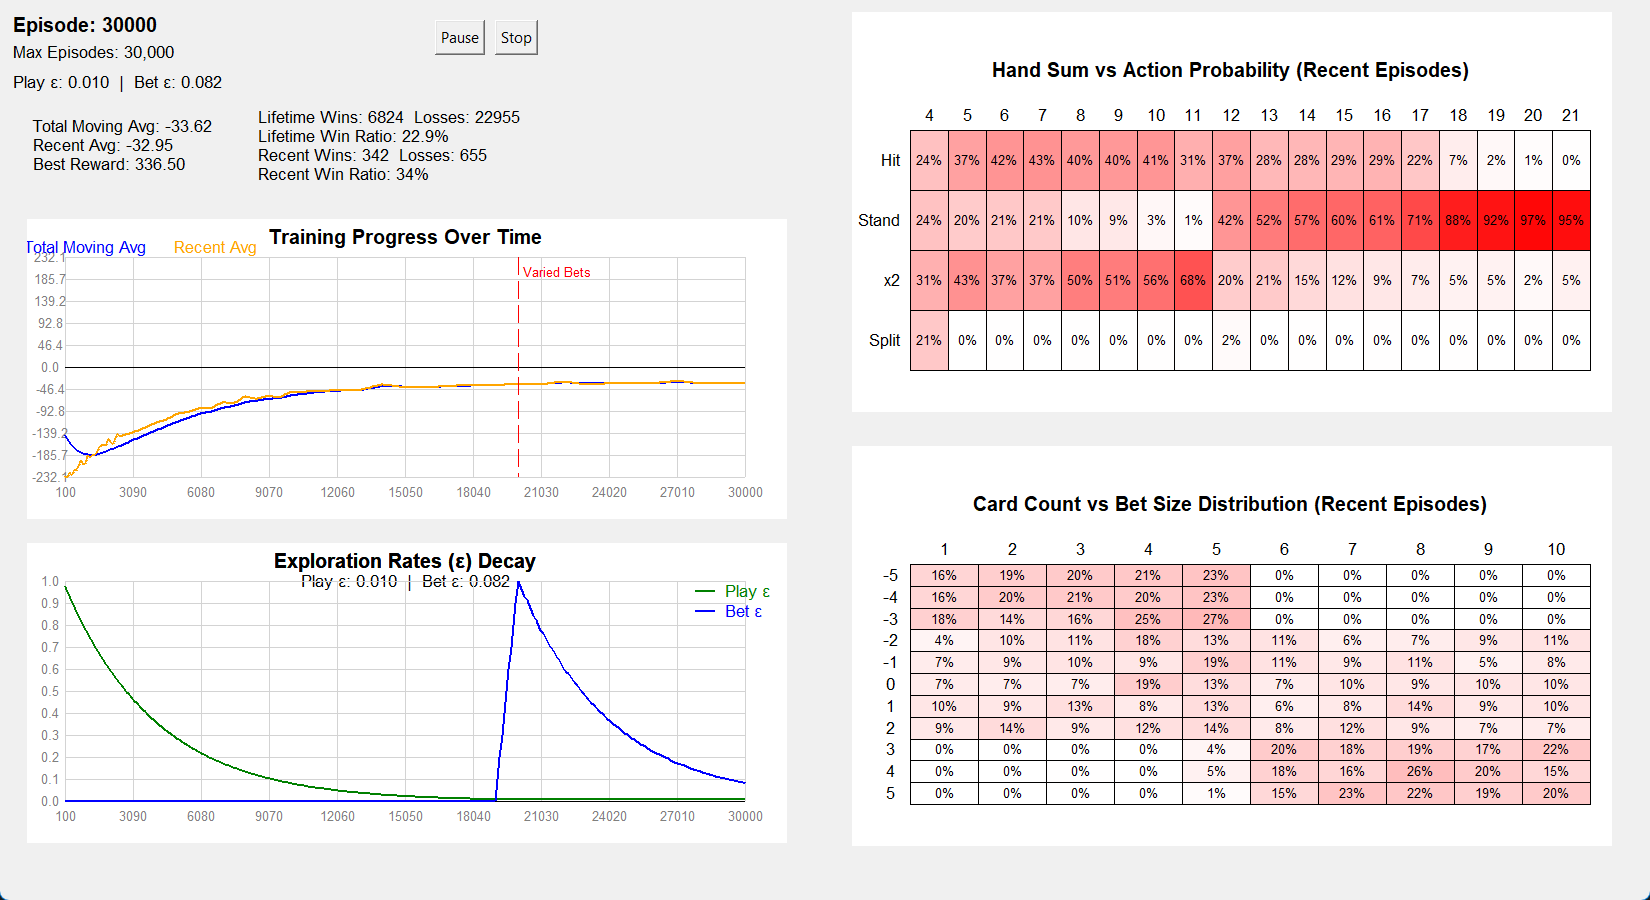 Episode: 30000
Max Episodes: 30,000
Play ε: 0.010 | Bet ε: 0.082
Pause Stop
Total Moving Avg: -33.62
Recent Avg: -32.95
Best Reward: 336.50
Lifetime Wins: 6824 Losses: 22955
Lifetime Win Ratio: 22.9%
Recent Wins: 342 Losses: 655
Recent Win Ratio: 34%
Training Progress Over Time
Total Moving Avg Recent Avg
Varied Bets
232.1
185.7
139.2
92.8
46.4
0.0
-46.4
-92.8
-139.2
-185.7
-232.1
100 3090 6080 9070 12060 15050 18040 21030 24020 27010 30000
Exploration Rates (ε) Decay
Play ε: 0.010 | Bet ε: 0.082
Play ε
Bet ε
1.0
0.9
0.8
0.7
0.6
0.5
0.4
0.3
0.2
0.1
0.0
100 3090 6080 9070 12060 15050 18040 21030 24020 27010 30000
Hand Sum vs Action Probability (Recent Episodes)
4 5 6 7 8 9 10 11 12 13 14 15 16 17 18 19 20 21
Hit 24% 37% 42% 43% 40% 40% 41% 31% 37% 28% 28% 29% 29% 22% 7% 2% 1% 0%
Stand 24% 20% 21% 21% 10% 9% 3% 1% 42% 52% 57% 60% 61% 71% 88% 92% 97% 95%
x2 31% 43% 37% 37% 50% 51% 56% 68% 20% 21% 15% 12% 9% 7% 5% 5% 2% 5%
Split 21% 0% 0% 0% 0% 0% 0% 0% 2% 0% 0% 0% 0% 0% 0% 0% 0% 0%
Card Count vs Bet Size Distribution (Recent Episodes)
1 2 3 4 5 6 7 8 9 10
-5 16% 19% 20% 21% 23% 0% 0% 0% 0% 0%
-4 16% 20% 21% 20% 23% 0% 0% 0% 0% 0%
-3 18% 14% 16% 25% 27% 0% 0% 0% 0% 0%
-2 4% 10% 11% 18% 13% 11% 6% 7% 9% 11%
-1 7% 9% 10% 9% 19% 11% 9% 11% 5% 8%
0 7% 7% 7% 19% 13% 7% 10% 9% 10% 10%
1 10% 9% 13% 8% 13% 6% 8% 14% 9% 10%
2 9% 14% 9% 12% 14% 8% 12% 9% 7% 7%
3 0% 0% 0% 0% 4% 20% 18% 19% 17% 22%
4 0% 0% 0% 0% 5% 18% 16% 26% 20% 15%
5 0% 0% 0% 0% 1% 15% 23% 22% 19% 20%